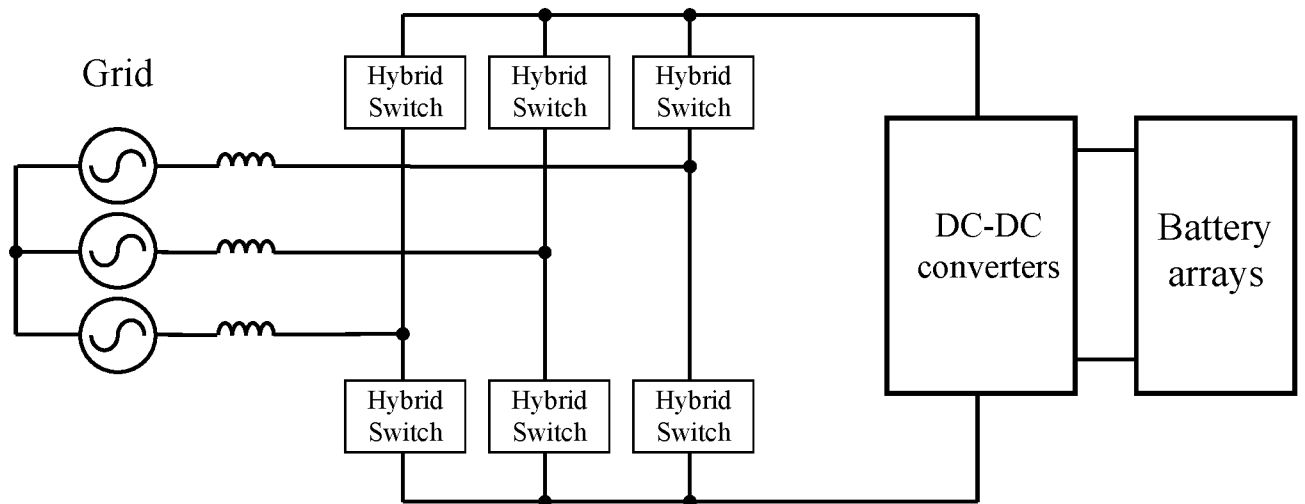 Grid
Hybrid
Switch
Hybrid
Switch
Hybrid
Switch
DC-DC
converters
Battery
arrays
Hybrid
Switch
Hybrid
Switch
Hybrid
Switch